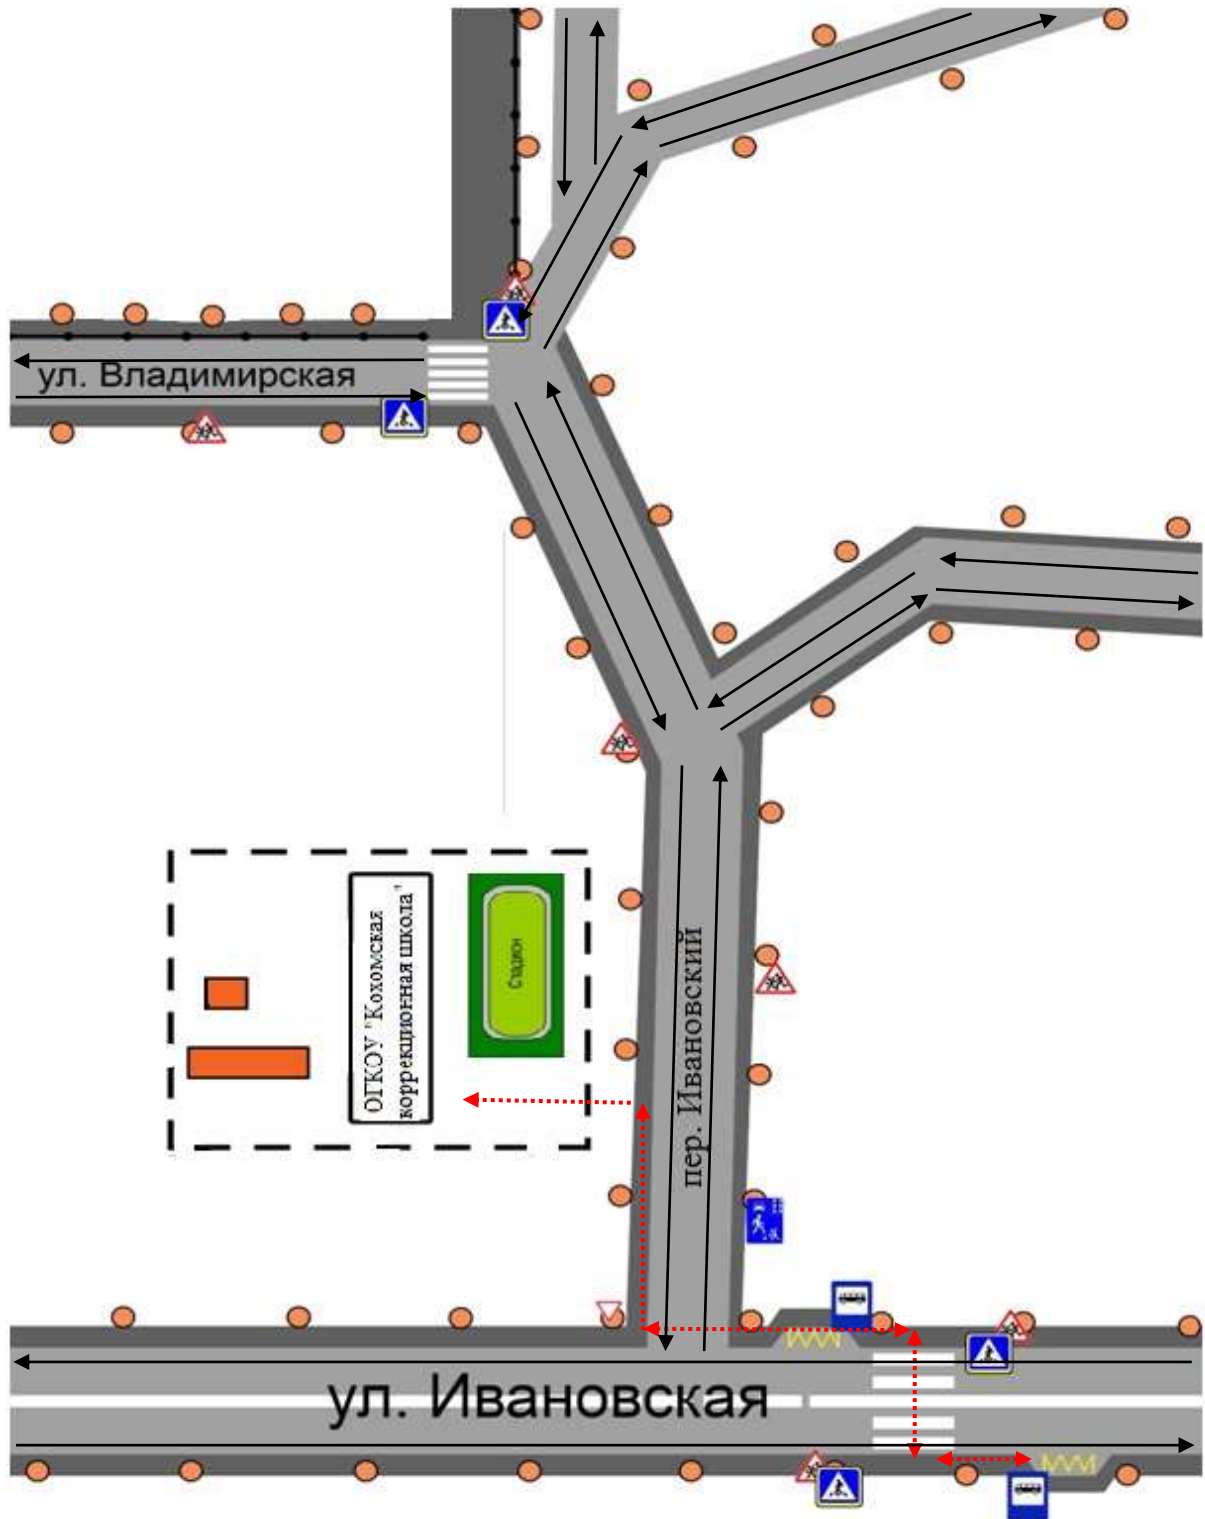 ул. Владимирская
ОГКОУ "Кохомская
коррекционная школа"
Стадион
пер. Ивановский
ул. Ивановская